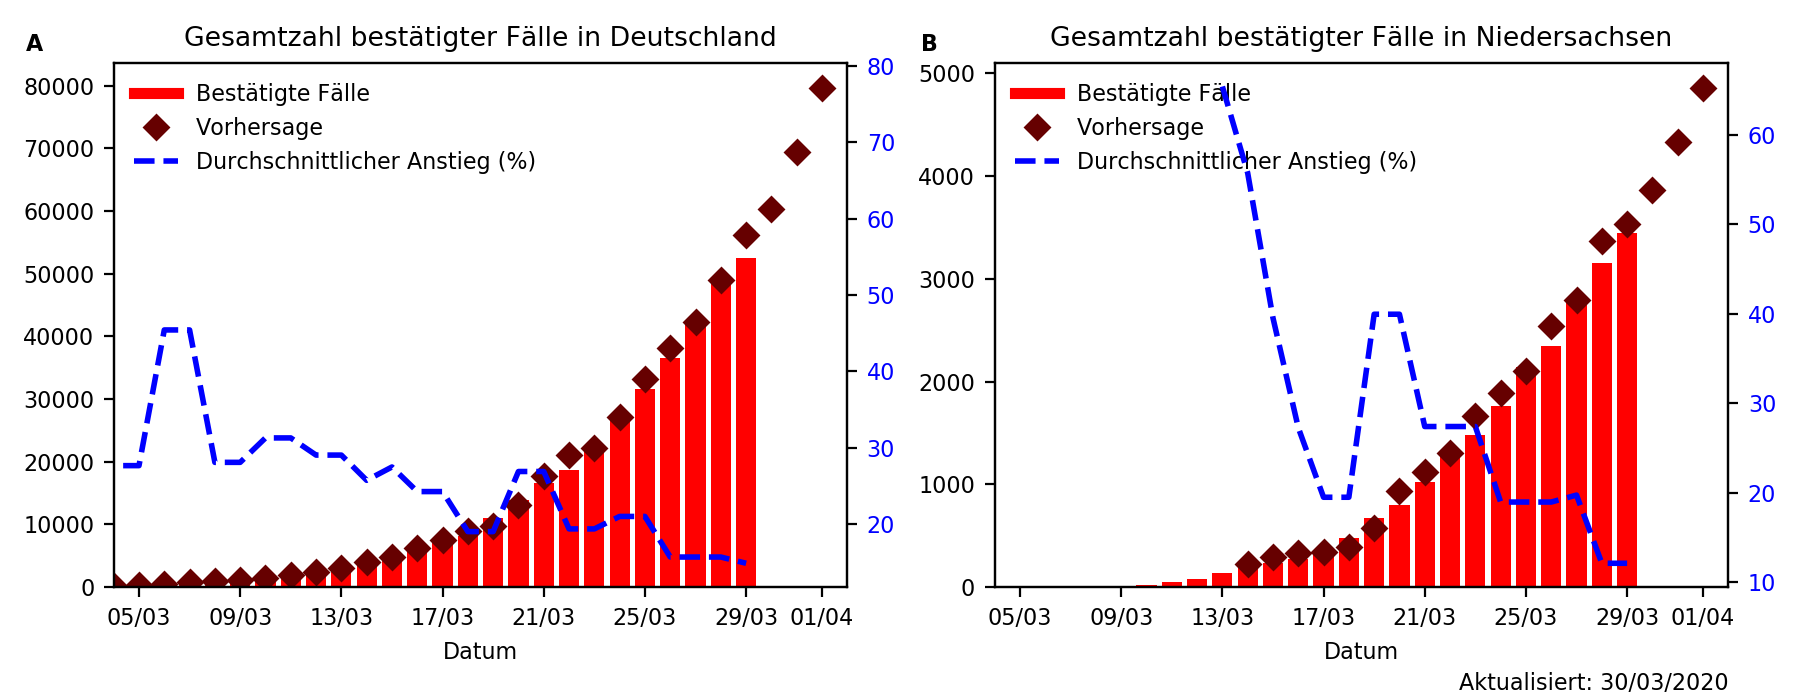 A
Gesamtzahl bestätigter Fälle in Deutschland
Bestätigte Fälle
Vorhersage
Durchschnittlicher Anstieg (%)
80000
70000
60000
50000
40000
30000
20000
10000
0
80
70
60
50
40
30
20
05/03 09/03 13/03 17/03 21/03 25/03 29/03 01/04
Datum
B
Gesamtzahl bestätigter Fälle in Niedersachsen
Bestätigte Fälle
Vorhersage
Durchschnittlicher Anstieg (%)
5000
4000
3000
2000
1000
0
60
50
40
30
20
10
05/03 09/03 13/03 17/03 21/03 25/03 29/03 01/04
Datum
Aktualisiert: 30/03/2020